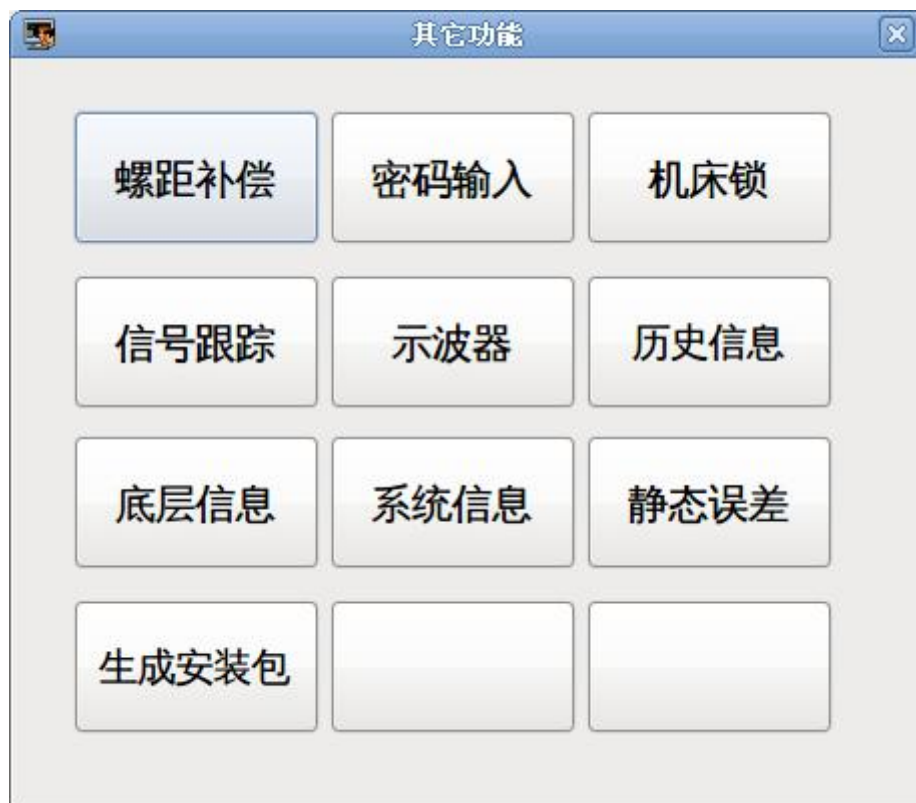 其它功能
螺距补偿 密码输入 机床锁
信号跟踪 示波器 历史信息
底层信息 系统信息 静态误差
生成安装包